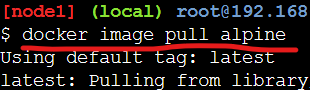 [node1] (local) root@192.168
$ docker image pull alpine
Using default tag: latest
latest: Pulling from library